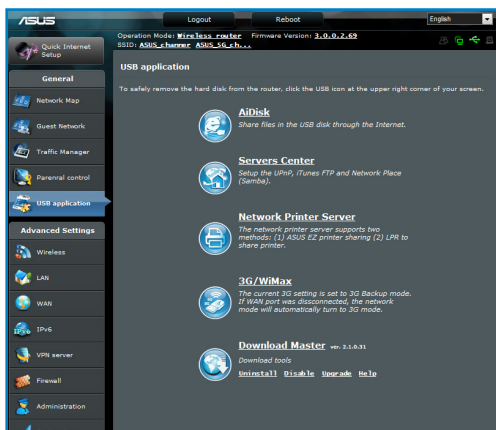 ASUS
Logout
Reboot
English
Quick Internet
Setup
Operation Mode: Wireless router Firmware Version: 3.0.0.2.69
SSID: ASUS_channer ASUS_5G_ch...
General
Network Map
Guest Network
Traffic Manager
Parenral control
USB application
Advanced Settings
Wireless
LAN
WAN
IPv6
VPN server
Firewall
Administration
USB application
To safely remove the hard disk from the router, click the USB icon at the upper right corner of your screen.
AiDisk
Share files in the USB disk through the Internet.
Servers Center
Setup the UPnP, iTunes FTP and Network Place
(Samba).
Network Printer Server
The network printer server supports two
methods: (1) ASUS EZ printer sharing (2) LPR to
share printer.
3G/WiMax
The current 3G setting is set to 3G Backup mode.
If WAN port was dissconnected, the network
mode will automatically turn to 3G mode.
Download Master ver. 2.1.0.31
Download tools
Uninstall Disable Upgrade Help